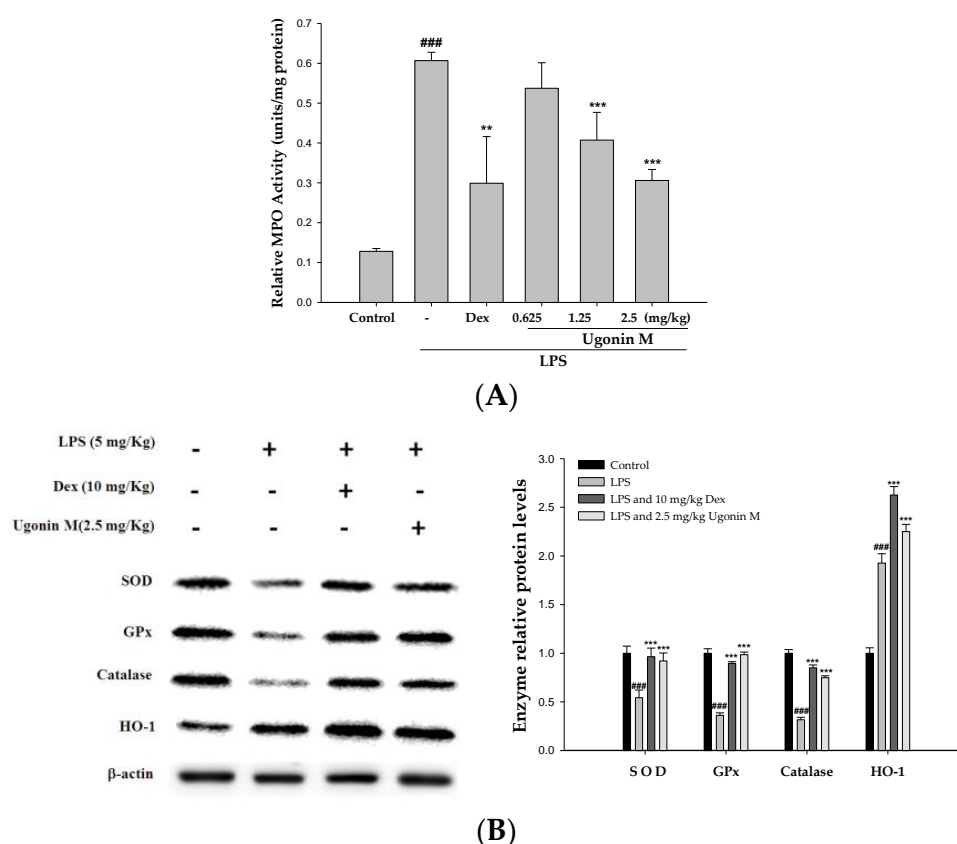 Relative MPO Activity (units/mg protein)
0.7
0.6
0.5
0.4
0.3
0.2
0.1
0.0
###
**
***
***
Control - Dex 0.625 1.25 2.5 (mg/kg)
Ugonin M
LPS
(A)
LPS (5 mg/Kg) - + + +
Dex (10 mg/Kg) - - + -
Ugonin M(2.5 mg/Kg) - - - +
SOD
GPx
Catalase
HO-1
β-actin
Enzyme relative protein levels
3.0
2.5
2.0
1.5
1.0
0.5
0.0
Control
LPS
LPS and 10 mg/kg Dex
LPS and 2.5 mg/kg Ugonin M
### *** ***
### *** ***
### *** ***
### *** ***
S O D GPx Catalase HO-1
(B)